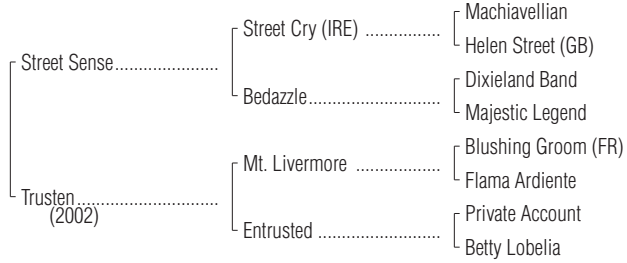 Machiavellian
Street Cry (IRE) ..................
Helen Street (GB)
Street Sense.........................
Dixieland Band
Bedazzle................................
Majestic Legend
Blushing Groom (FR)
Mt. Livermore ....................
Flama Ardiente
Trusten..................................
(2002)
Private Account
Entrusted .............................
Betty Lobelia